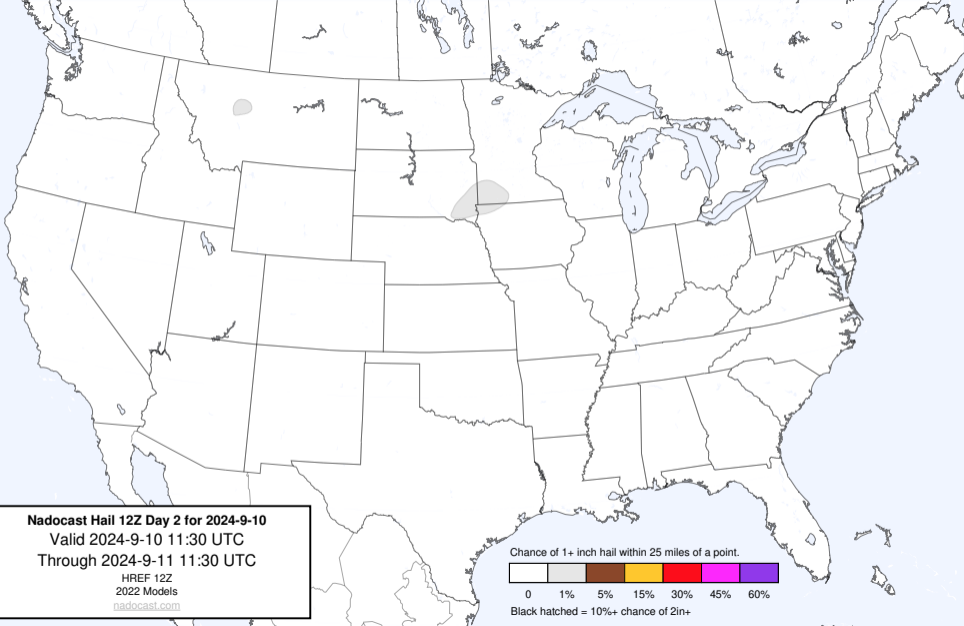 Nadocast Hail 12Z Day 2 for 2024-9-10
Valid 2024-9-10 11:30 UTC
Through 2024-9-11 11:30 UTC
HREF 12Z
2022 Models
nadocast.com
Chance of 1+ inch hail within 25 miles of a point.
0 1% 5% 15% 30% 45% 60%
Black hatched = 10%+ chance of 2in+